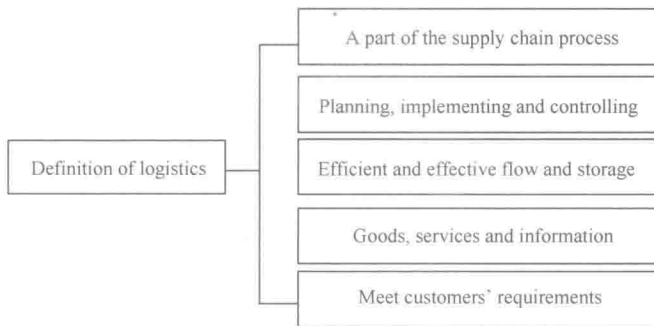 A part of the supply chain process
Planning, implementing and controlling
Definition of logistics
Efficient and effective flow and storage
Goods, services and information
Meet customers` requirements